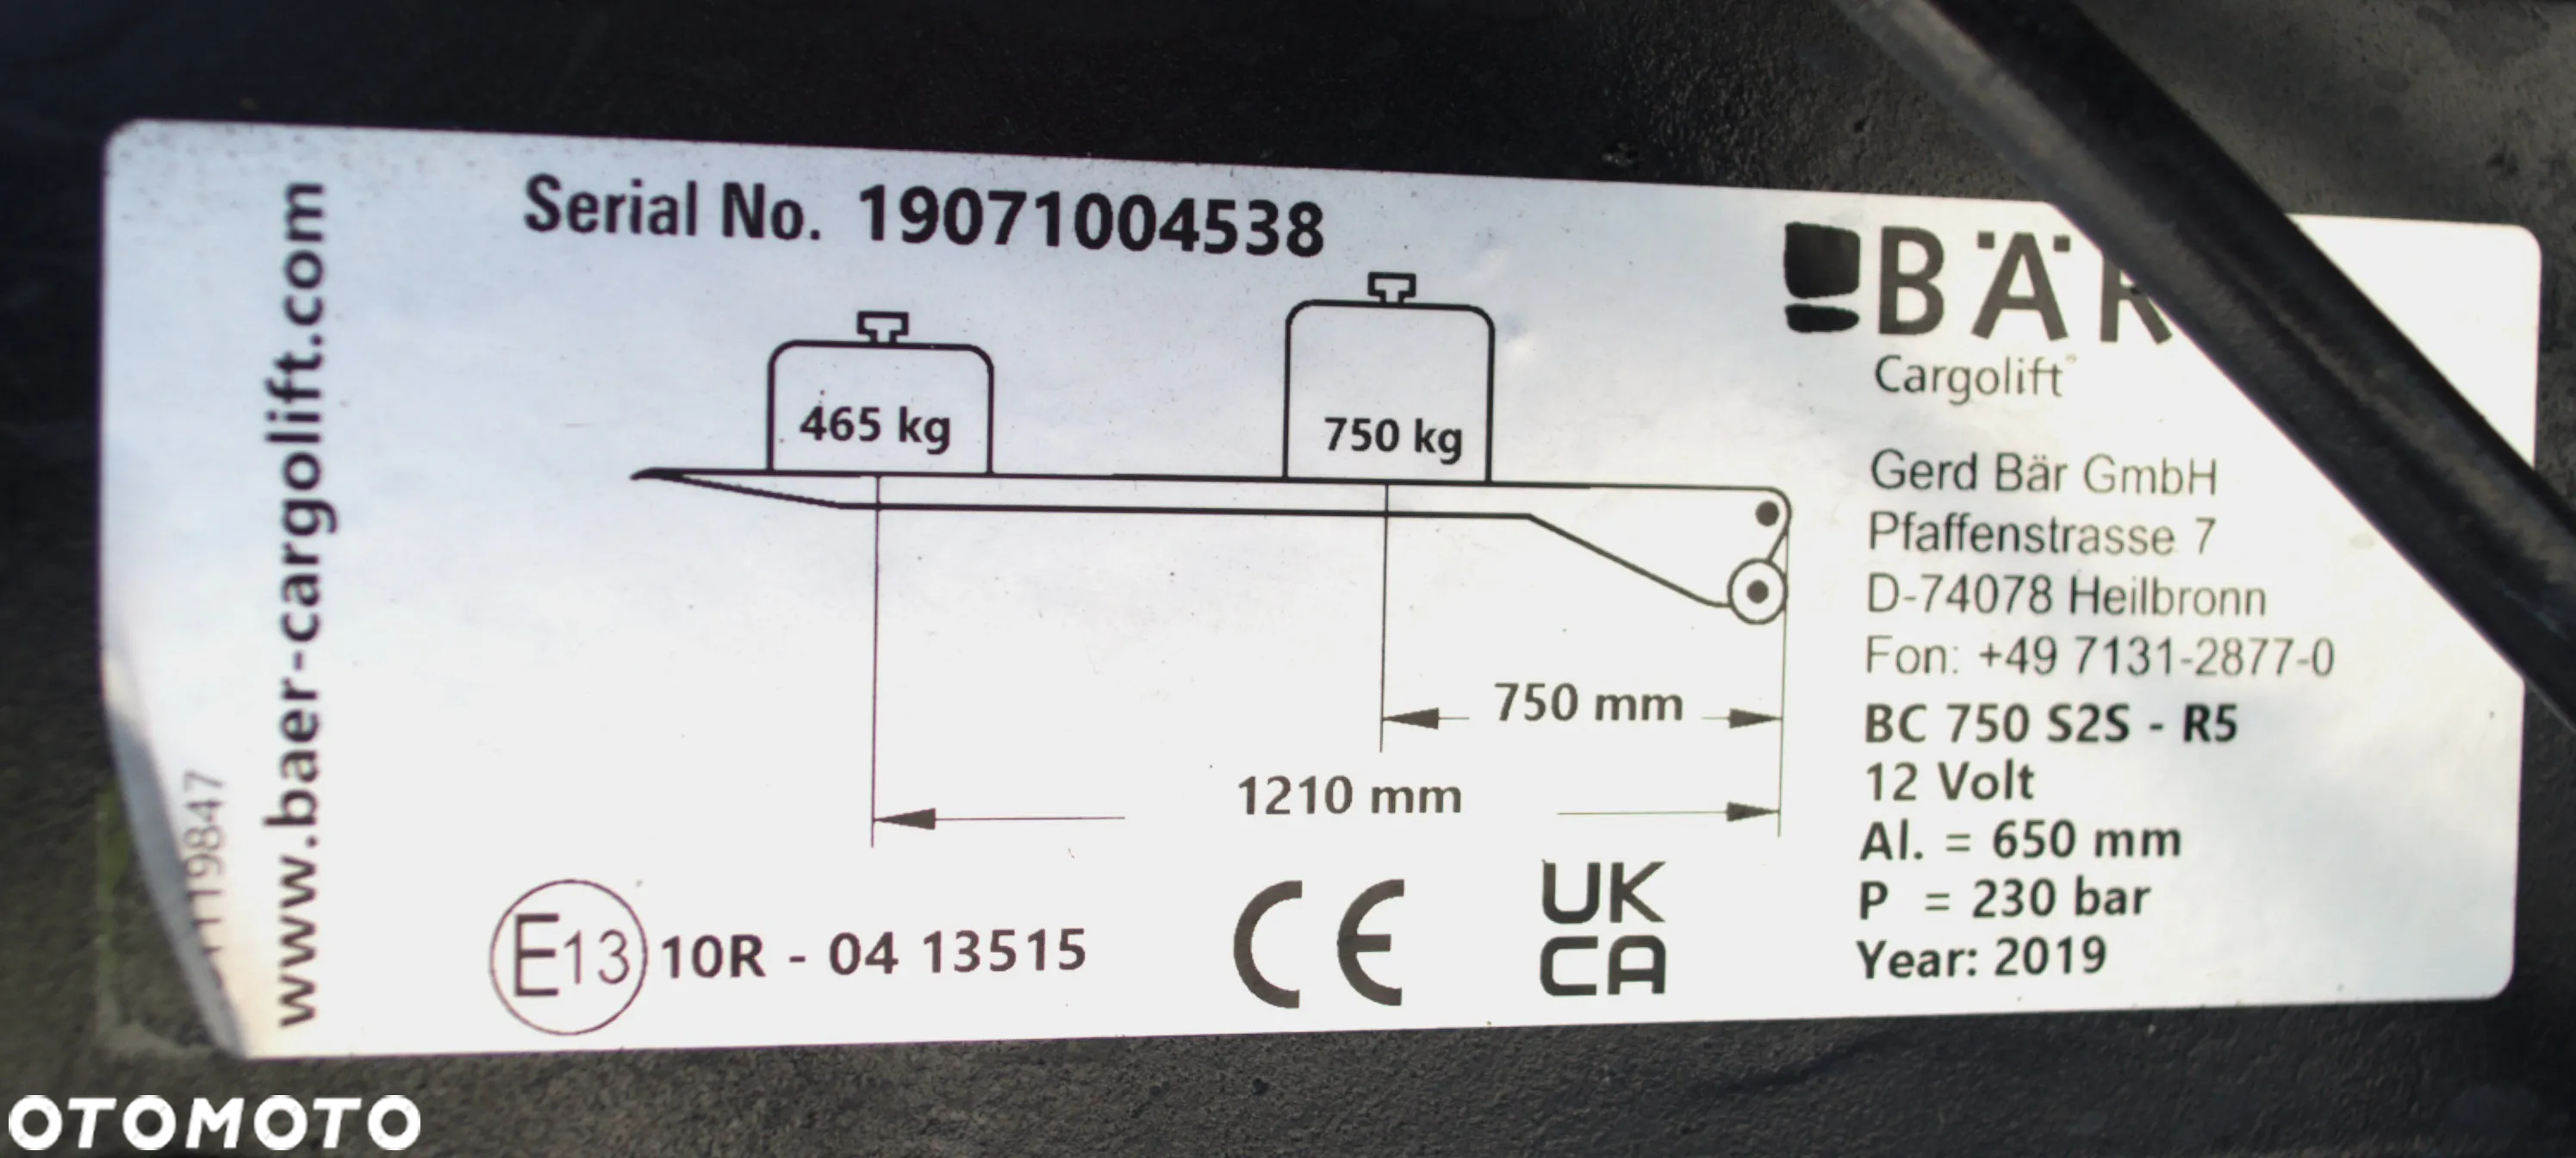 Serial No. 19071004538
465 kg
750 kg
750 mm
1210 mm
E13 10R - 04 13515
CE
UK
CA
BÄR
Cargolift
Gerd Bär GmbH
Pfaffenstrasse 7
D-74078 Heilbronn
Fon: +49 7131-2877-0
BC 750 S2S - R5
12 Volt
Al. = 650 mm
P = 230 bar
Year: 2019
www.baer-cargolift.com
OTOMOTO